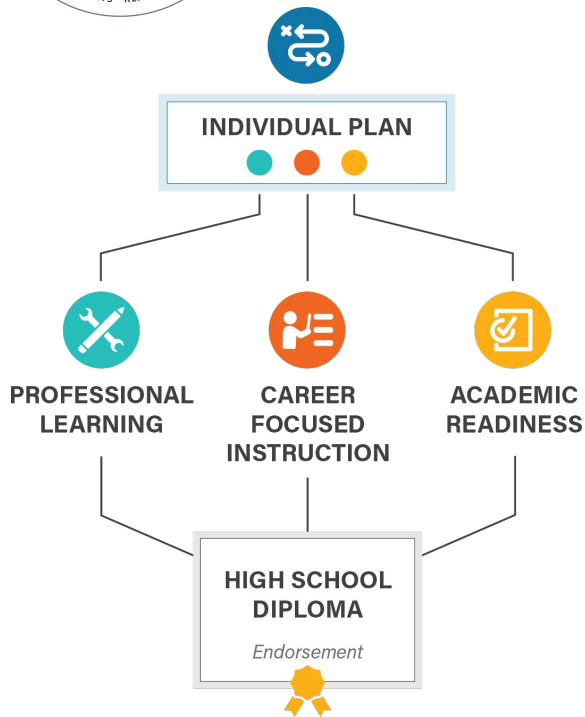 INDIVIDUAL PLAN
PROFESSIONAL
LEARNING
CAREER
FOCUSED
INSTRUCTION
ACADEMIC
READINESS
HIGH SCHOOL
DIPLOMA
Endorsement